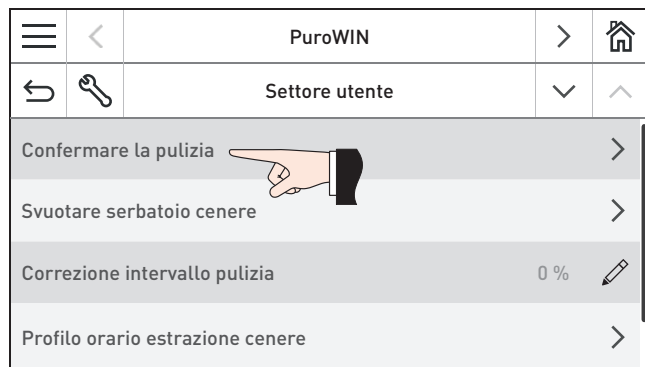 PuroWIN
Settore utente
Confermare la pulizia
Svuotare serbatoio cenere
Correzione intervallo pulizia 0 %
Profilo orario estrazione cenere